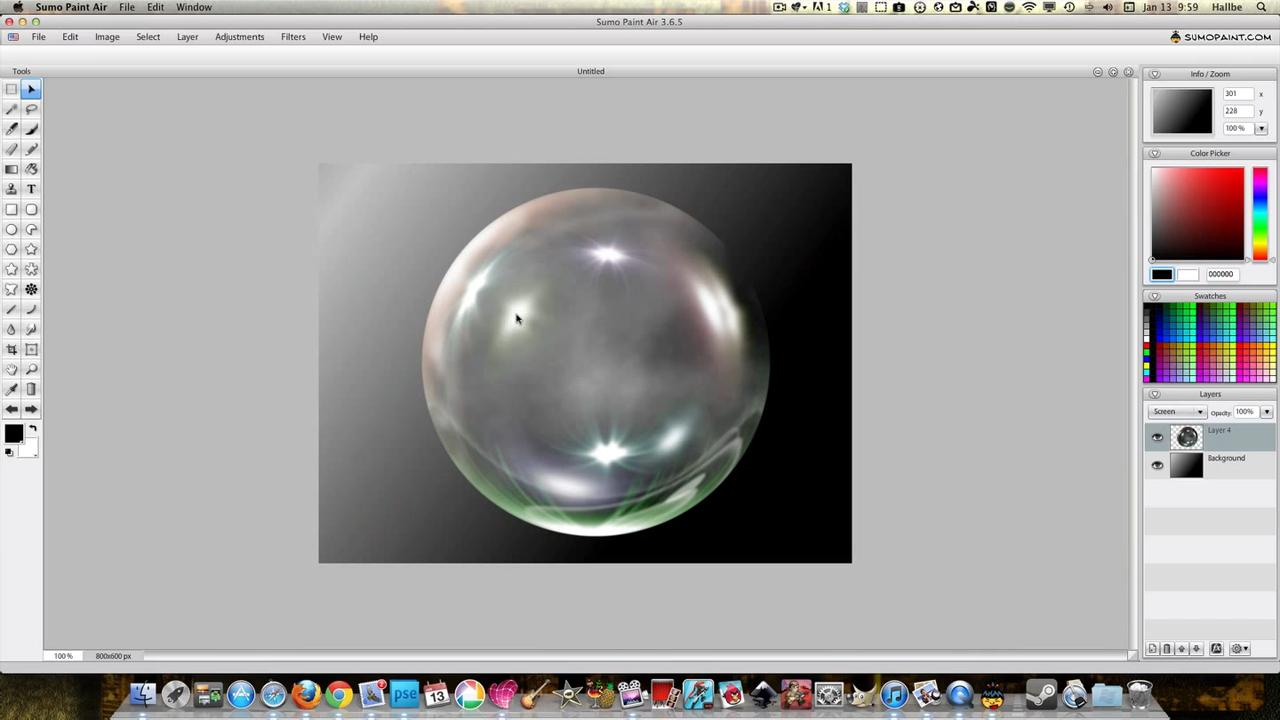 Sumo Paint Air File Edit Window Jan 13 9:59 Hallbe
Sumo Paint Air 3.6.5
File Edit Image Select Layer Adjustments Filters View Help SUMOPAINT.COM
Tools Untitled
Info / Zoom
301 x
228 y
100 %
Color Picker
000000
Swatches
Layers
Screen Opacity: 100%
Layer 4
Background
100 % 800x600 px
pse
13